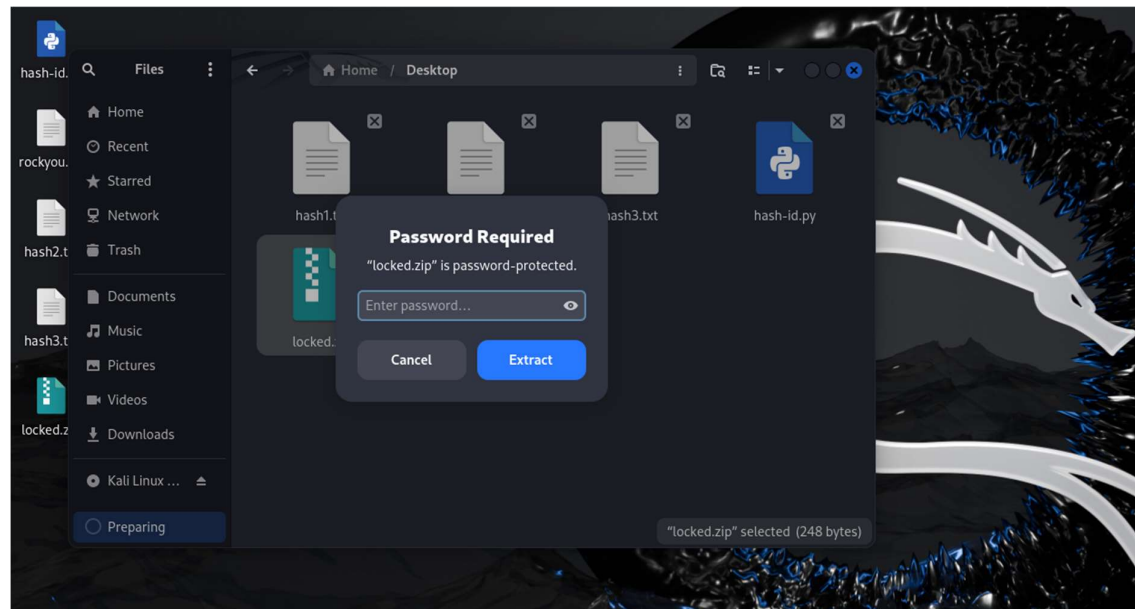 hash-id.
rockyou.
hash2.t
hash3.t
locked.z
Files
Home
Recent
Starred
Network
Trash
Documents
Music
Pictures
Videos
Downloads
Kali Linux ...
Preparing
Home / Desktop
hash1.t
hash3.txt
hash-id.py
locked.
Password Required
“locked.zip” is password-protected.
Enter password...
Cancel
Extract
“locked.zip” selected (248 bytes)